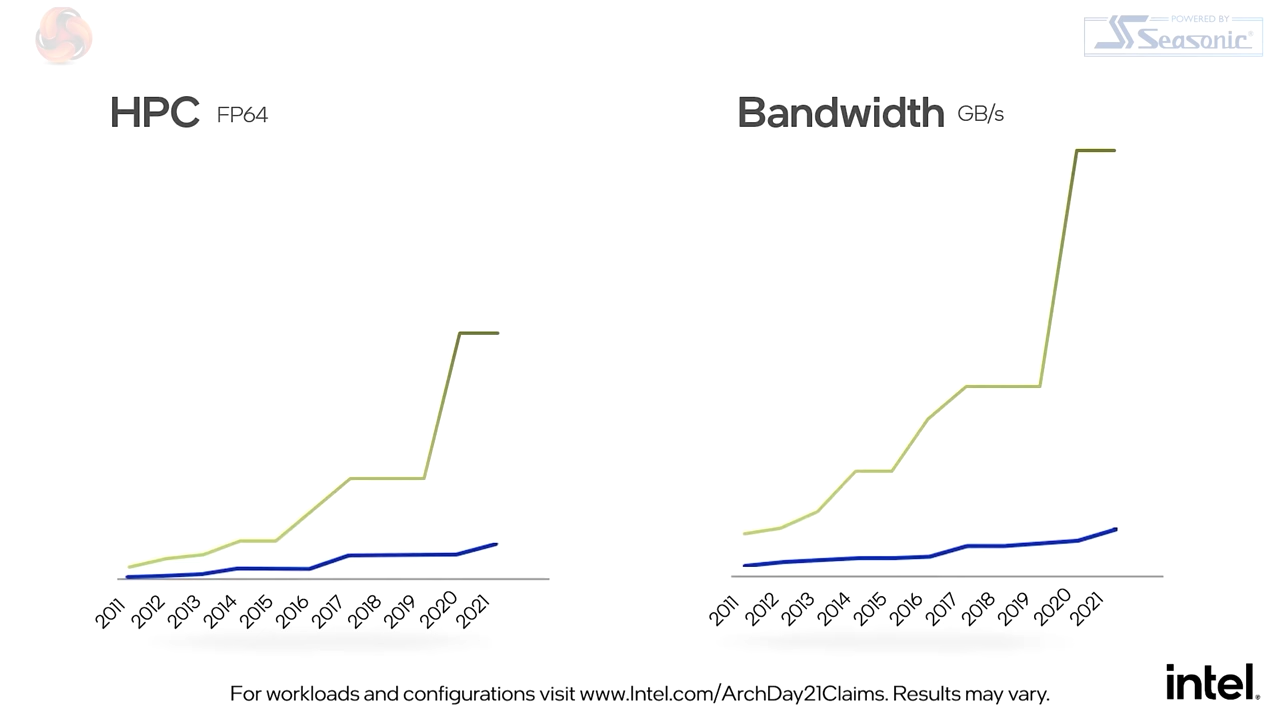 POWERED BY
Seasonic®
HPC FP64
Bandwidth GB/s
2011 2012 2013 2014 2015 2016 2017 2018 2019 2020 2021
2011 2012 2013 2014 2015 2016 2017 2018 2019 2020 2021
For workloads and configurations visit www.Intel.com/ArchDay21Claims. Results may vary.
intel®